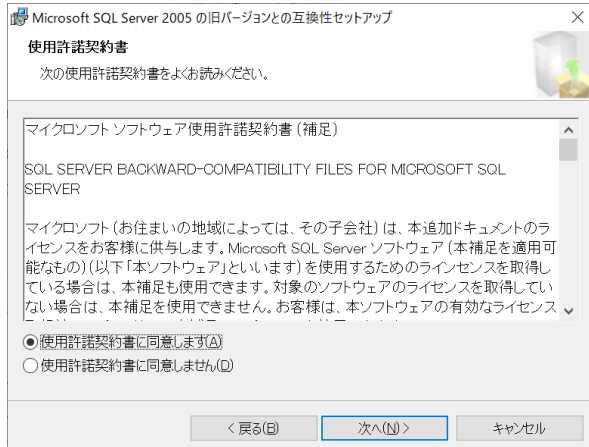 Microsoft SQL Server 2005 の旧バージョンとの互換性セットアップ
使用許諾契約書
次の使用許諾契約書をよくお読みください。
マイクロソフト ソフトウェア使用許諾契約書 (補足)
SQL SERVER BACKWARD-COMPATIBILITY FILES FOR MICROSOFT SQL
SERVER
マイクロソフト (お住まいの地域によっては、その子会社) は、本追加ドキュメントのラ
イセンスをお客様に供与します。Microsoft SQL Server ソフトウェア (本補足を適用可
能なもの) (以下「本ソフトウェア」といいます) を使用するためのラインセンスを取得し
ている場合は、本補足も使用できます。対象のソフトウェアのライセンスを取得してい
ない場合は、本補足を使用できません。お客様は、本ソフトウェアの有効なライセンス
使用許諾契約書に同意します(A)
使用許諾契約書に同意しません(D)
< 戻る(B)
次へ(N) >
キャンセル